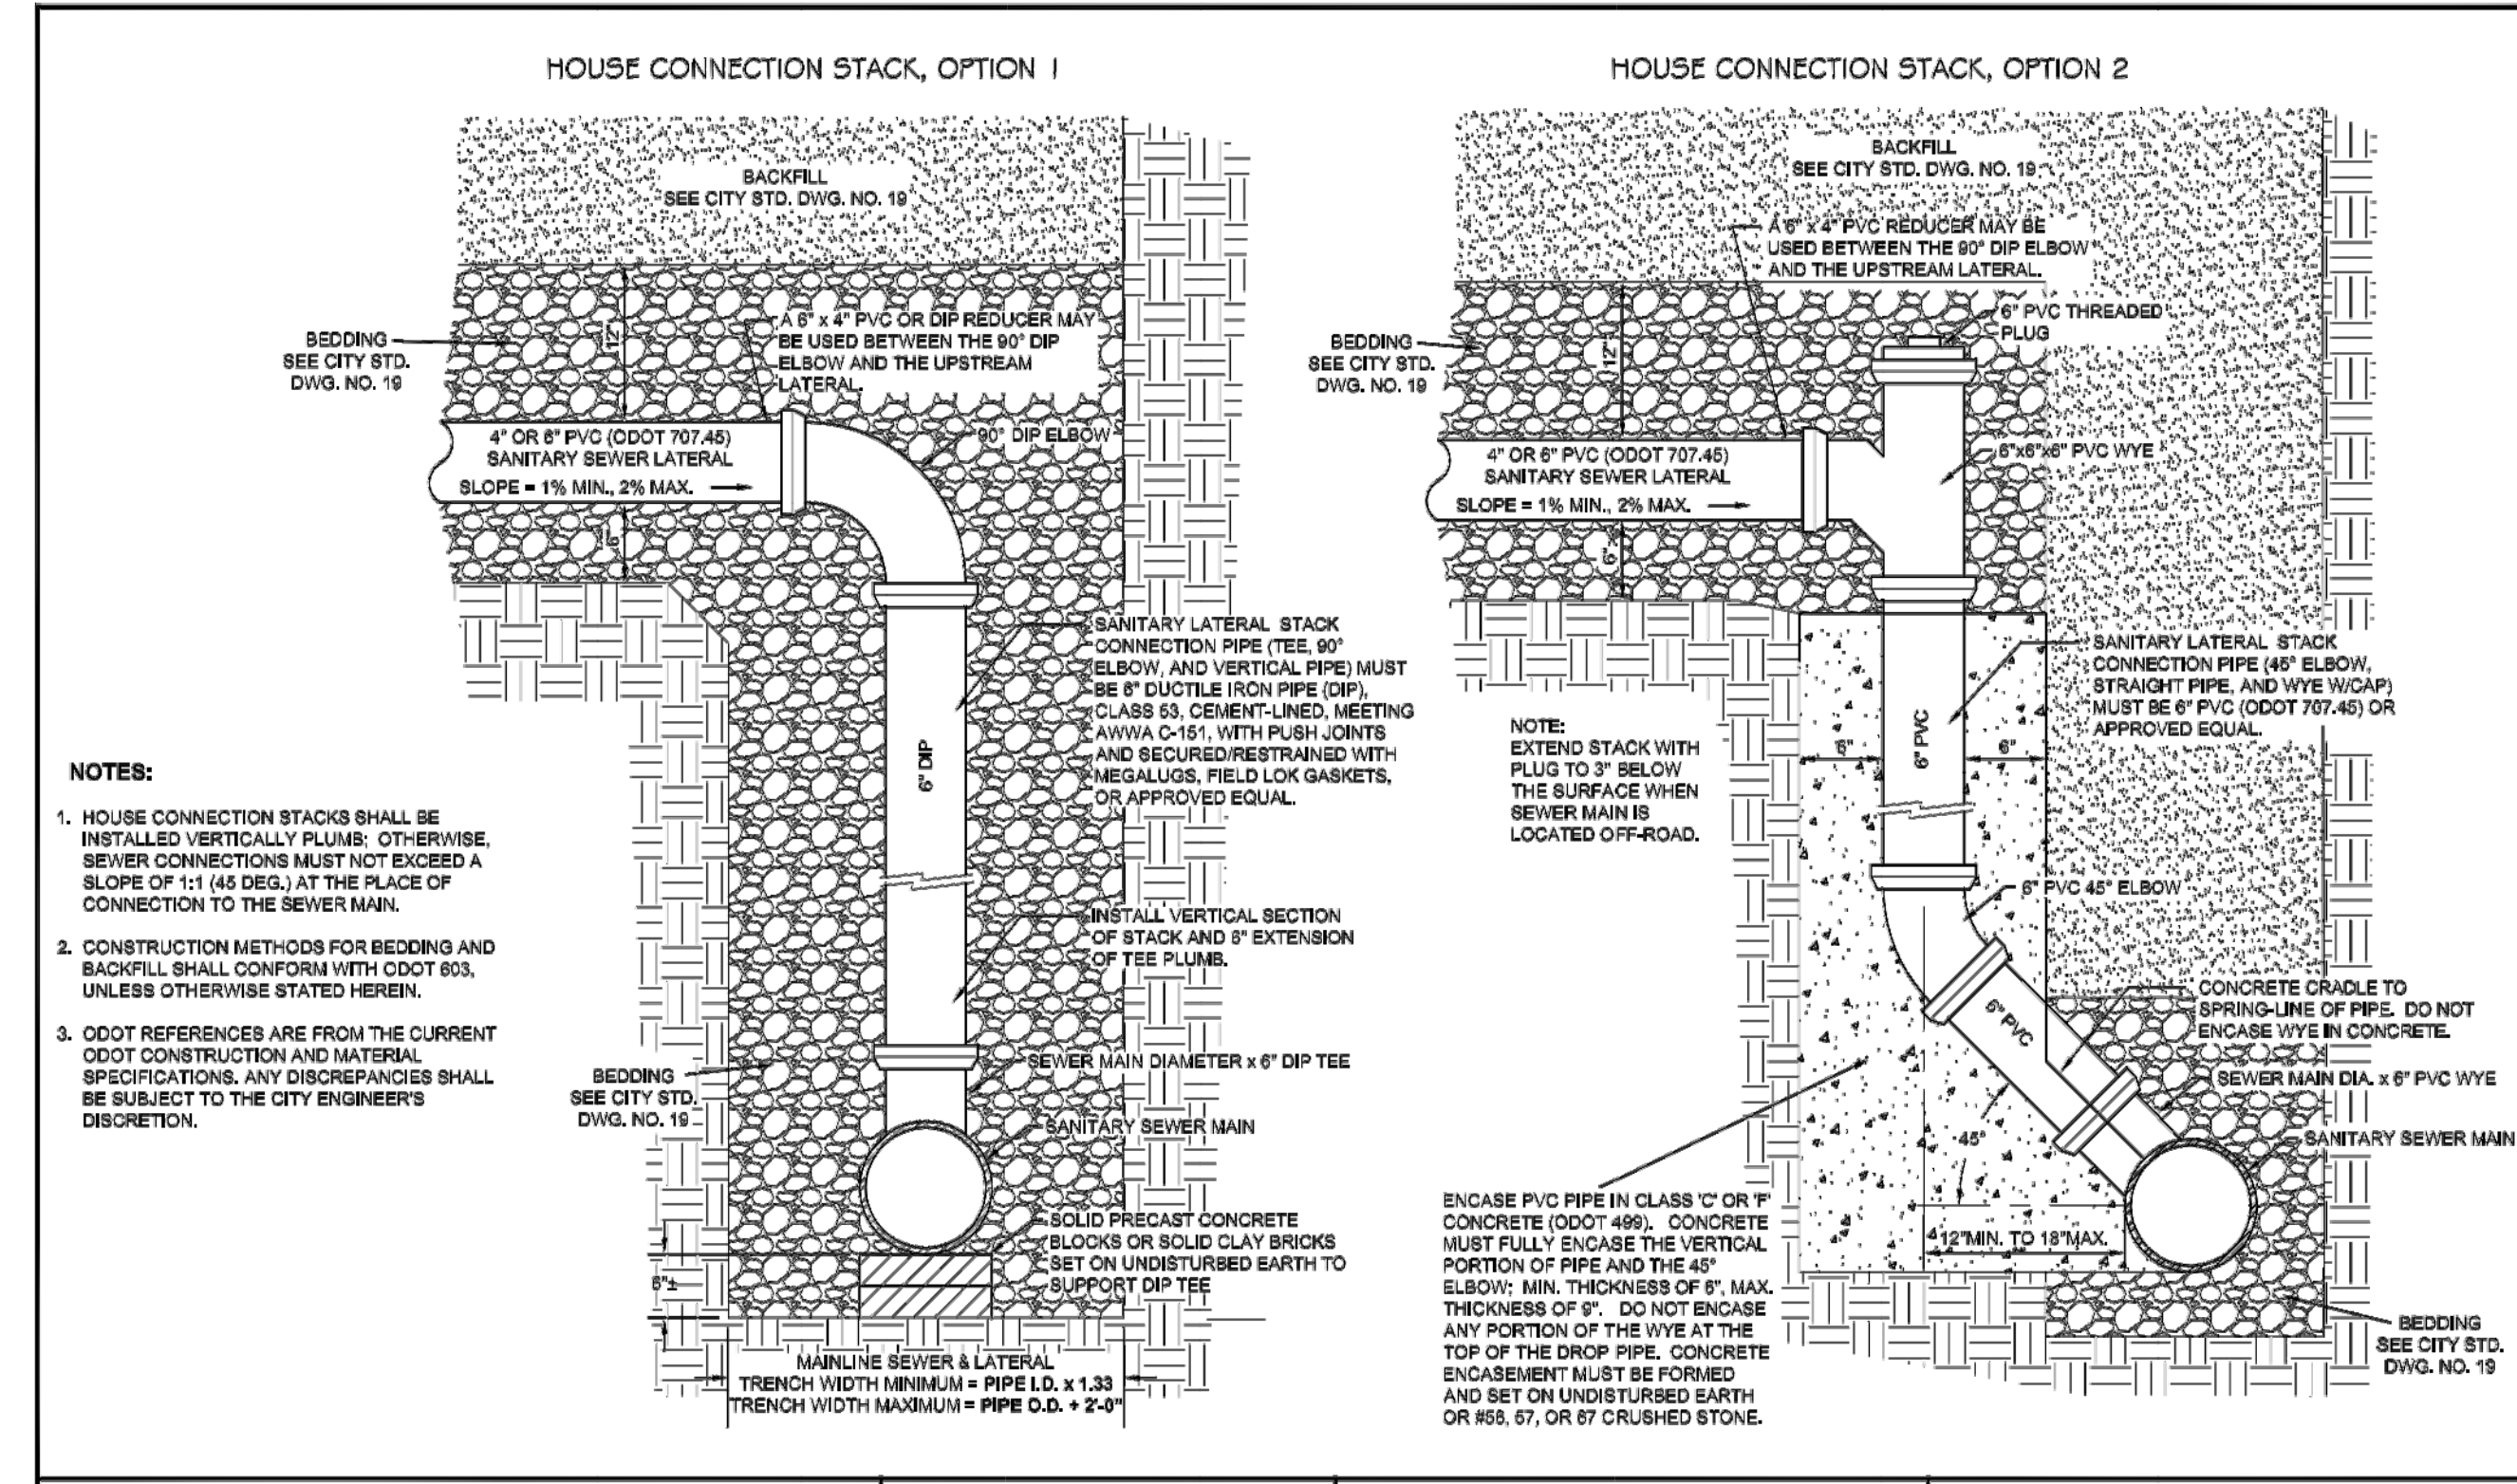 HOUSE CONNECTION STACK, OPTION 1
BACKFILL
SEE CITY STD. DWG. NO. 19
BEDDING
SEE CITY STD.
DWG. NO. 19
12"
A 6" x 4" PVC OR DIP REDUCER MAY
BE USED BETWEEN THE 90° DIP
ELBOW AND THE UPSTREAM
LATERAL.
90° DIP ELBOW
4" OR 6" PVC (ODOT 707.45)
SANITARY SEWER LATERAL
SLOPE = 1% MIN., 2% MAX.
6"
SANITARY LATERAL STACK
CONNECTION PIPE (TEE, 90°
ELBOW, AND VERTICAL PIPE) MUST
BE 6" DUCTILE IRON PIPE (DIP),
CLASS 53, CEMENT-LINED, MEETING
AWWA C-151, WITH PUSH JOINTS
AND SECURED/RESTRAINED WITH
MEGALUGS, FIELD LOK GASKETS,
OR APPROVED EQUAL.
6" DIP
NOTES:
1. HOUSE CONNECTION STACKS SHALL BE
INSTALLED VERTICALLY PLUMB; OTHERWISE,
SEWER CONNECTIONS MUST NOT EXCEED A
SLOPE OF 1:1 (45 DEG.) AT THE PLACE OF
CONNECTION TO THE SEWER MAIN.
2. CONSTRUCTION METHODS FOR BEDDING AND
BACKFILL SHALL CONFORM WITH ODOT 603,
UNLESS OTHERWISE STATED HEREIN.
3. ODOT REFERENCES ARE FROM THE CURRENT
ODOT CONSTRUCTION AND MATERIAL
SPECIFICATIONS. ANY DISCREPANCIES SHALL
BE SUBJECT TO THE CITY ENGINEER'S
DISCRETION.
INSTALL VERTICAL SECTION
OF STACK AND 6" EXTENSION
OF TEE PLUMB.
SEWER MAIN DIAMETER x 6" DIP TEE
BEDDING
SEE CITY STD.
DWG. NO. 19
SANITARY SEWER MAIN
SOLID PRECAST CONCRETE
BLOCKS OR SOLID CLAY BRICKS
SET ON UNDISTURBED EARTH TO
SUPPORT DIP TEE
6"±
MAINLINE SEWER & LATERAL
TRENCH WIDTH MINIMUM = PIPE I.D. x 1.33
TRENCH WIDTH MAXIMUM = PIPE O.D. + 2'-0"
HOUSE CONNECTION STACK, OPTION 2
BACKFILL
SEE CITY STD. DWG. NO. 19
A 6" x 4" PVC REDUCER MAY BE
USED BETWEEN THE 90° DIP ELBOW
AND THE UPSTREAM LATERAL.
6" PVC THREADED
PLUG
BEDDING
SEE CITY STD.
DWG. NO. 19
12"
6"x6"x6" PVC WYE
4" OR 6" PVC (ODOT 707.45)
SANITARY SEWER LATERAL
SLOPE = 1% MIN., 2% MAX.
6"
SANITARY LATERAL STACK
CONNECTION PIPE (45° ELBOW,
STRAIGHT PIPE, AND WYE W/CAP)
MUST BE 6" PVC (ODOT 707.45) OR
APPROVED EQUAL.
NOTE:
EXTEND STACK WITH
PLUG TO 3" BELOW
THE SURFACE WHEN
SEWER MAIN IS
LOCATED OFF-ROAD.
6"
6" PVC
6"
6" PVC 45° ELBOW
CONCRETE CRADLE TO
SPRING-LINE OF PIPE. DO NOT
ENCASE WYE IN CONCRETE.
6" PVC
SEWER MAIN DIA. x 6" PVC WYE
45°
SANITARY SEWER MAIN
12"MIN. TO 18"MAX.
ENCASE PVC PIPE IN CLASS 'C' OR 'F'
CONCRETE (ODOT 499). CONCRETE
MUST FULLY ENCASE THE VERTICAL
PORTION OF PIPE AND THE 45°
ELBOW; MIN. THICKNESS OF 6", MAX.
THICKNESS OF 9". DO NOT ENCASE
ANY PORTION OF THE WYE AT THE
TOP OF THE DROP PIPE. CONCRETE
ENCASEMENT MUST BE FORMED
AND SET ON UNDISTURBED EARTH
OR #56, 57, OR 67 CRUSHED STONE.
BEDDING
SEE CITY STD.
DWG. NO. 19